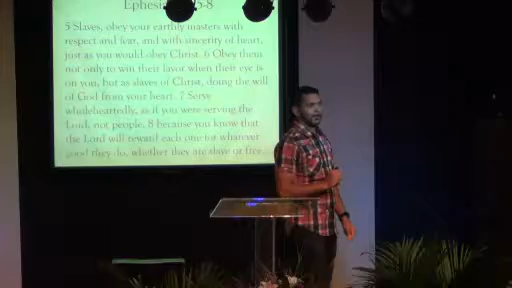 Ephesi 5-8
5 Slaves, obey your earthly masters with
respect and fear, and with sincerity of heart,
just as you would obey Christ. 6 Obey them
not only to win their favor when their eye is
on you, but as slaves of Christ, doing the will
of God from your heart. 7 Serve
wholeheartedly, as if you were serving the
Lord, not people, 8 because you know that
the Lord will reward each one for whatever
good they do, whether they are slave or free.